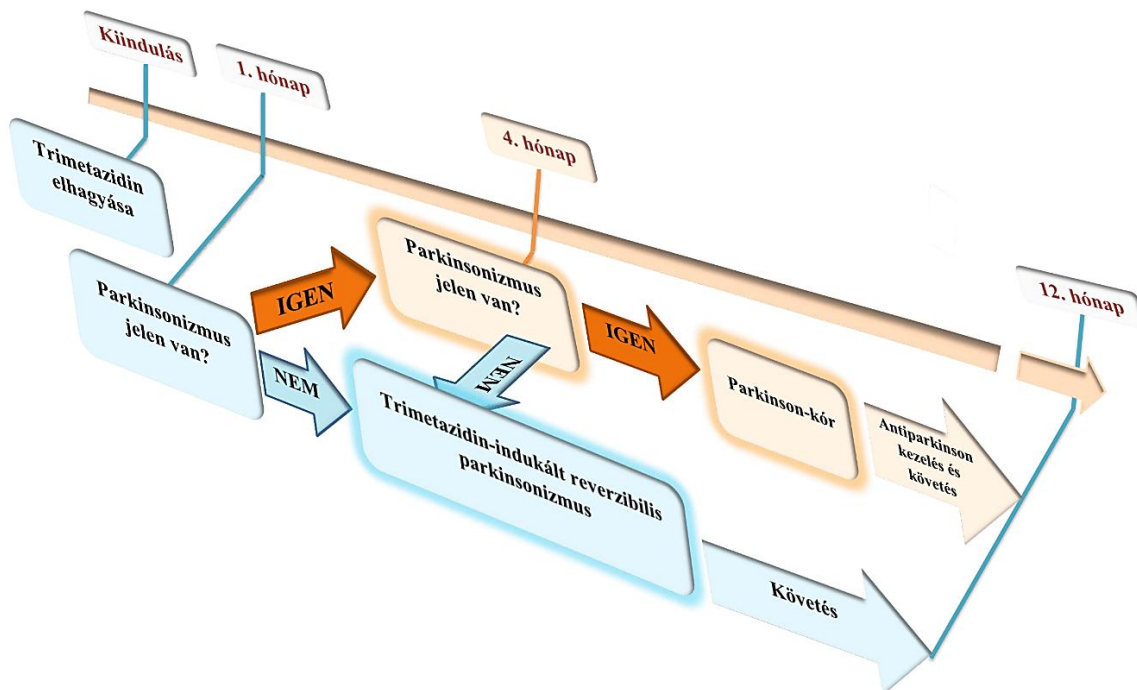 Kiindulás
1. hónap
4. hónap
12. hónap
Trimetazidin
elhagyása
Parkinsonizmus
jelen van?
IGEN
NEM
Parkinsonizmus
jelen van?
IGEN
NEM
Trimetazidin-indukált reverzibilis
parkinsonizmus
Parkinson-kór
Antiparkinson
kezelés és
követés
Követés